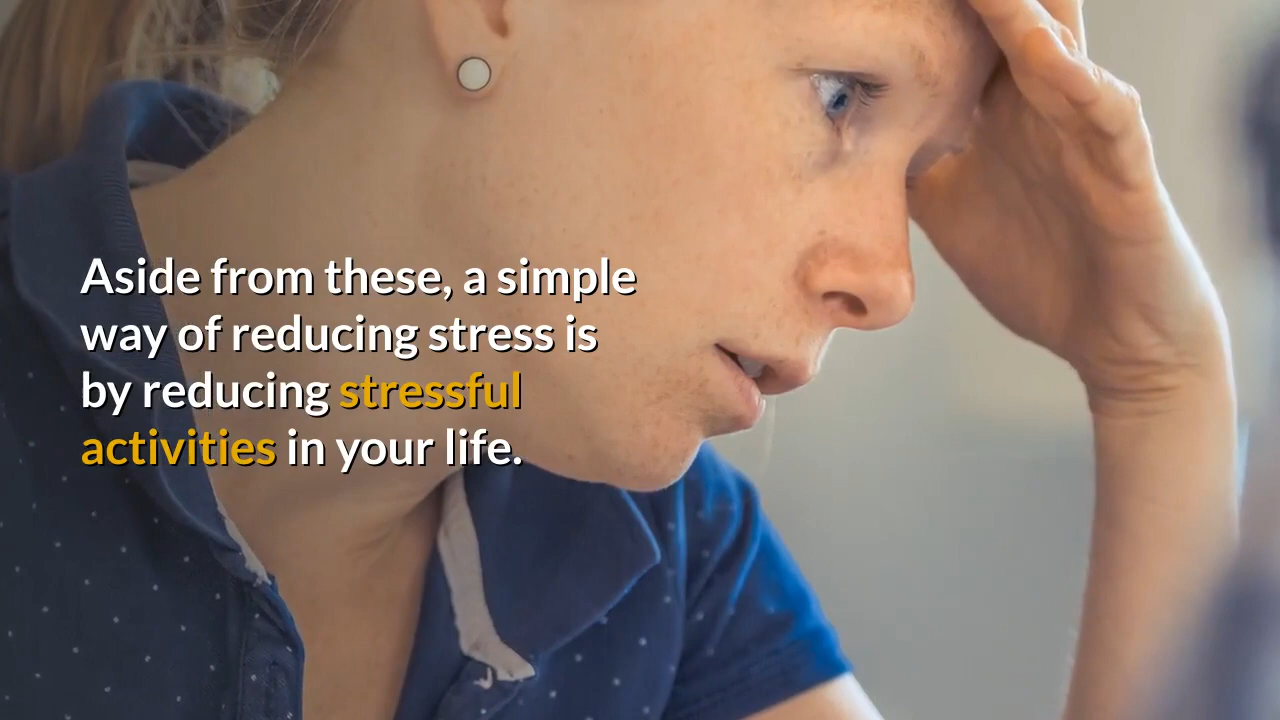 Aside from these, a simple
way of reducing stress is
by reducing stressful
activities in your life.